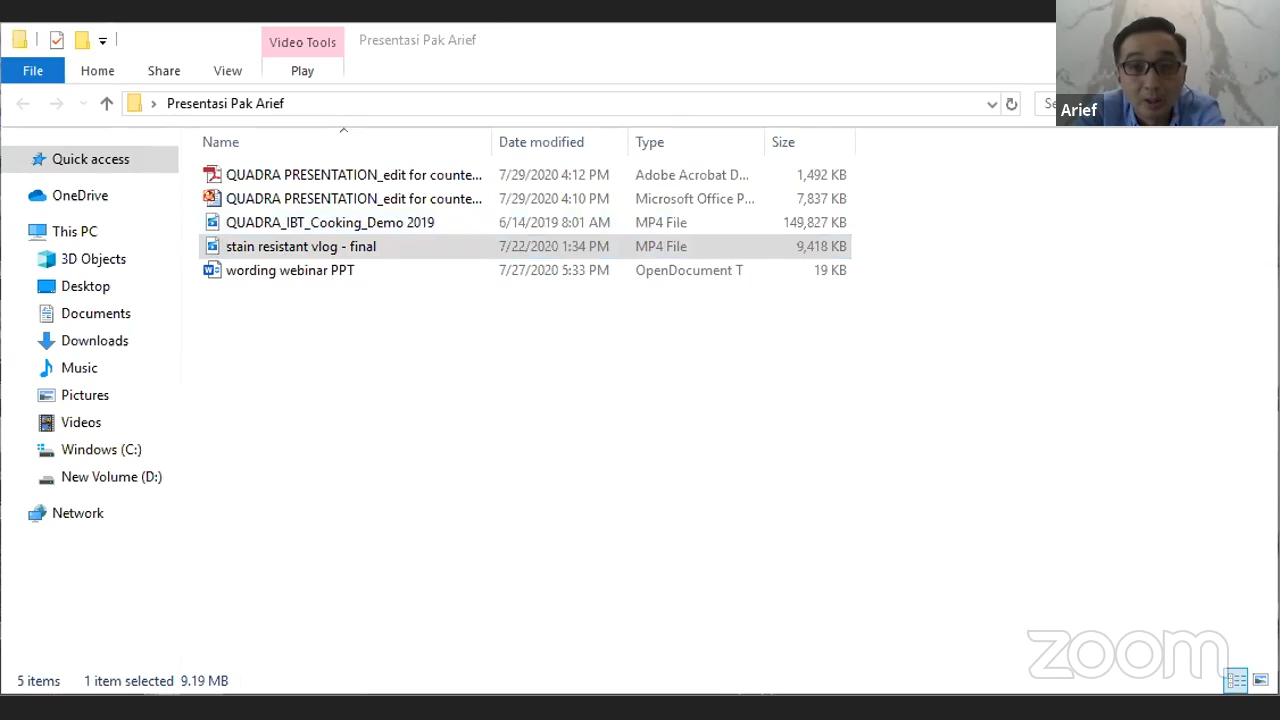 Video Tools
Presentasi Pak Arief
File
Home
Share
View
Play
Presentasi Pak Arief
Se
Arief
Name
Date modified
Type
Size
QUADRA PRESENTATION_edit for counte... 7/29/2020 4:12 PM Adobe Acrobat D... 1,492 KB
QUADRA PRESENTATION_edit for counte... 7/29/2020 4:10 PM Microsoft Office P... 7,837 KB
QUADRA_IBT_Cooking_Demo 2019 6/14/2019 8:01 AM MP4 File 149,827 KB
stain resistant vlog - final 7/22/2020 1:34 PM MP4 File 9,418 KB
wording webinar PPT 7/27/2020 5:33 PM OpenDocument T 19 KB
Quick access
OneDrive
This PC
3D Objects
Desktop
Documents
Downloads
Music
Pictures
Videos
Windows (C:)
New Volume (D:)
Network
5 items 1 item selected 9.19 MB
zoom